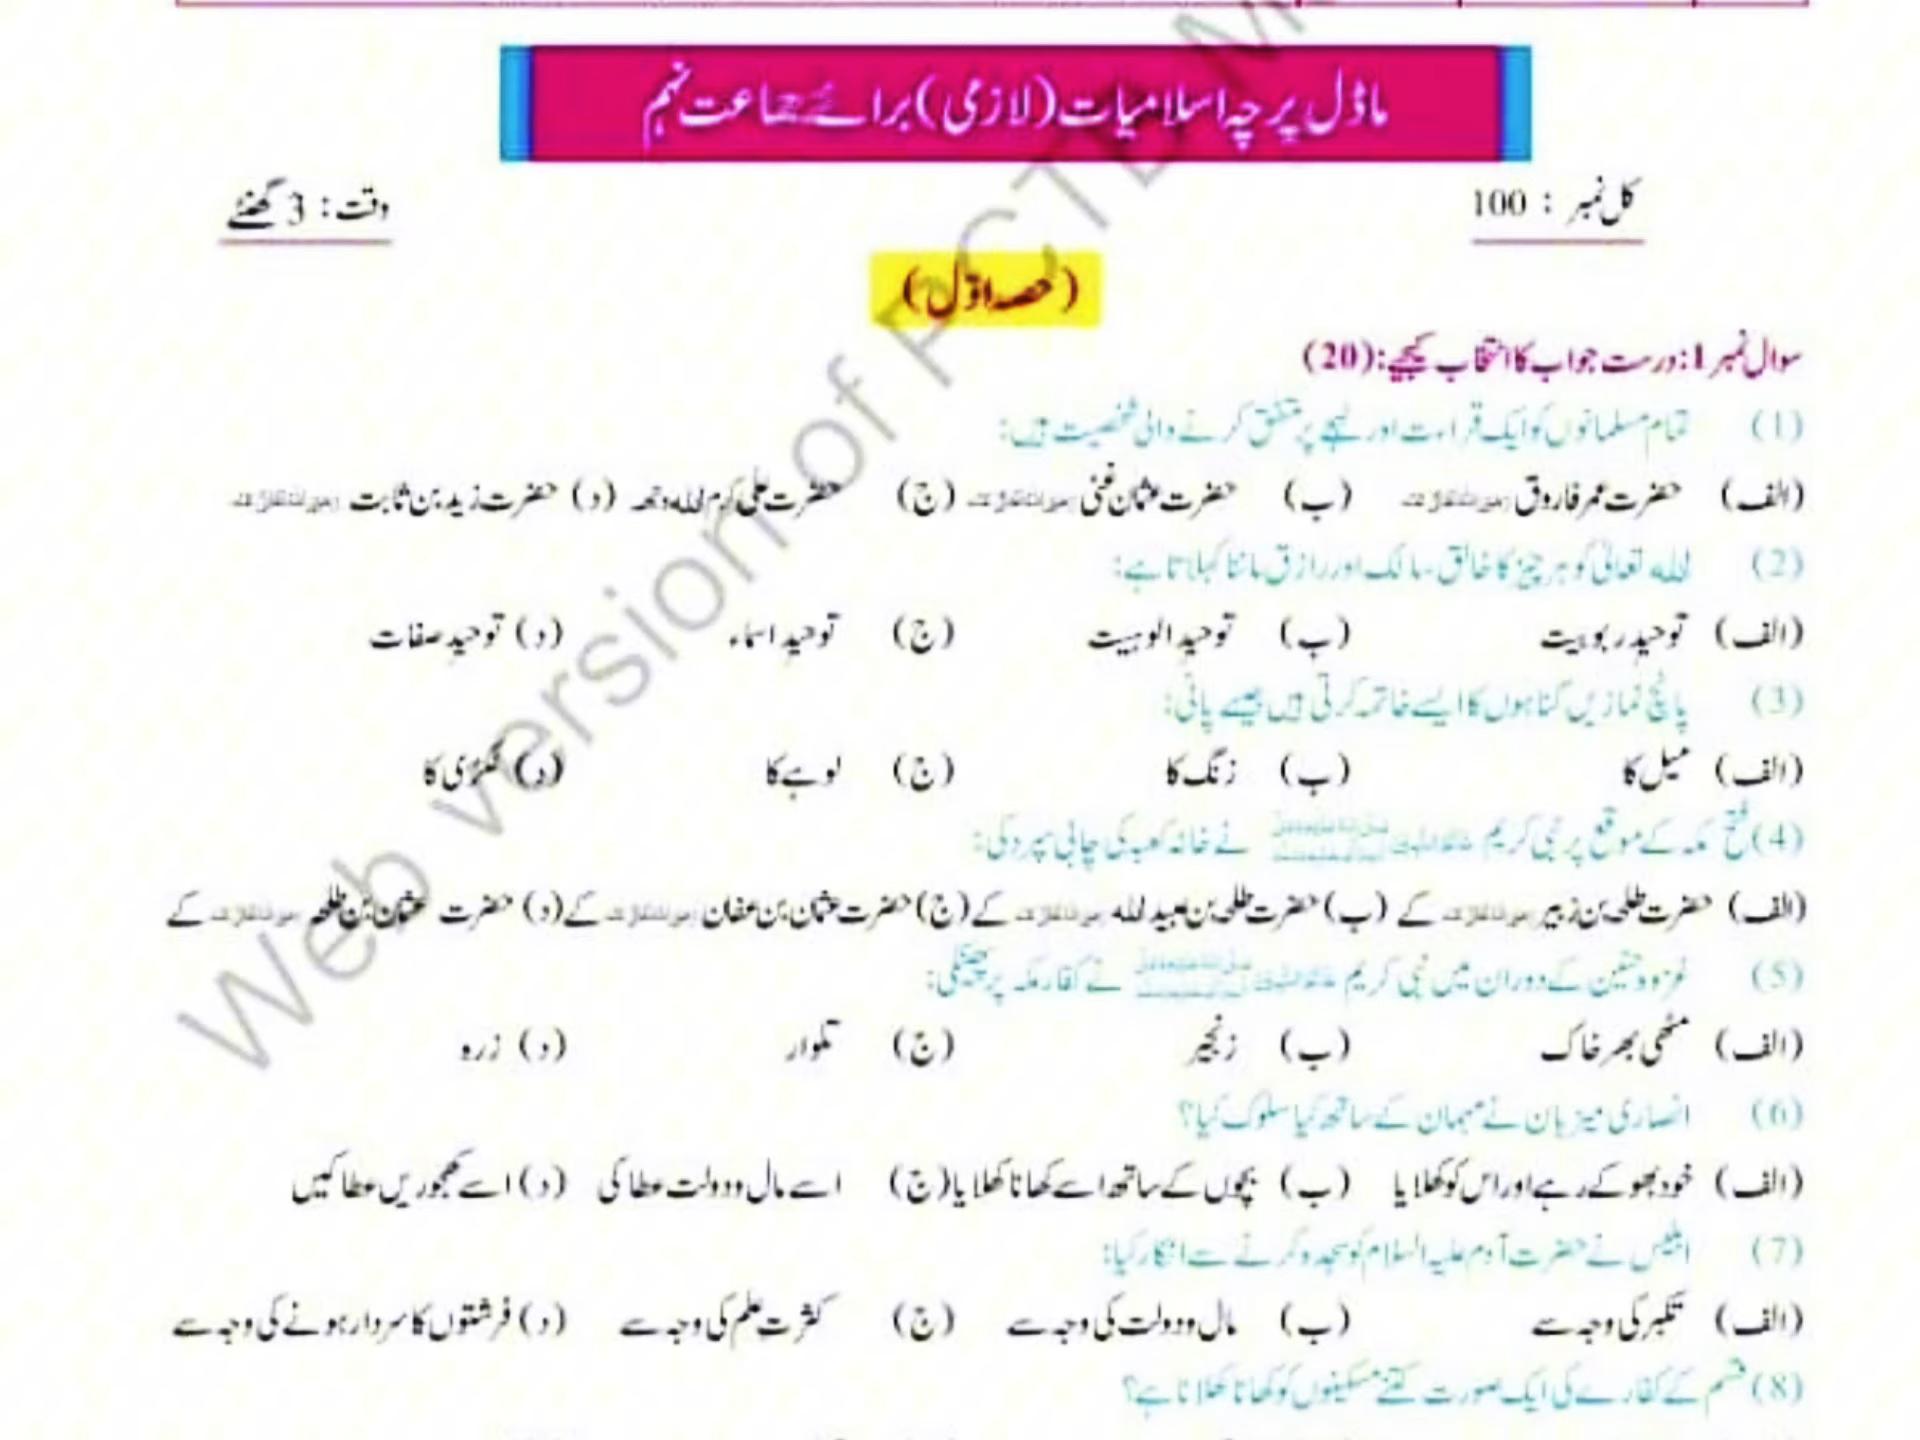 ماڈل پرچہ اسلامیات (لازمی) برائے جماعت نہم
کل نمبر : 100 وقت: 3 گھنٹے
(حصہ اوّل)
سوال نمبر 1: درست جواب کا انتخاب کیجیے: (20)
(1) تمام مسلمانوں کو ایک قراءت اور لہجے پر متفق کرنے والی شخصیت ہیں:
(الف) حضرت عمر فاروق (ب) حضرت عثمان غنی (ج) حضرت علی کرم اللہ وجہہ (د) حضرت زید بن ثابت
(2) اللہ تعالیٰ کو ہر چیز کا خالق، مالک اور رازق ماننا کہلاتا ہے:
(الف) توحیدِ ربوبیت (ب) توحیدِ الوہیت (ج) توحیدِ اسماء (د) توحیدِ صفات
(3) پانچ نمازیں گناہوں کا ایسے خاتمہ کرتی ہیں جیسے پانی:
(الف) میل کا (ب) زنگ کا (ج) لوہے کا (د) لکڑی کا
(4) فتح مکہ کے موقع پر نبی کریم نے خانہ کعبہ کی چابی سپرد کی:
(الف) حضرت طلحہ بن زبیر کے (ب) حضرت طلحہ بن عبید اللہ کے (ج) حضرت عثمان بن عفان کے (د) حضرت عثمان بن طلحہ کے
(5) غزوہ حنین کے دوران میں نبی کریم نے کفار مکہ پر پھینکی:
(الف) مٹھی بھر خاک (ب) زنجیر (ج) تلوار (د) زرہ
(6) انصاری میزبان نے مہمان کے ساتھ کیا سلوک کیا؟
(الف) خود بھوکے رہے اور اس کو کھلایا (ب) بچوں کے ساتھ اسے کھانا کھلایا (ج) اسے مال و دولت عطا کی (د) اسے کھجوریں عطا کیں
(7) ابلیس نے حضرت آدم علیہ السلام کو سجدہ کرنے سے انکار کیا:
(الف) تکبر کی وجہ سے (ب) مال و دولت کی وجہ سے (ج) کثرت علم کی وجہ سے (د) فرشتوں کا سردار ہونے کی وجہ سے
(8) قسم کے کفارے کی ایک صورت کتنے مسکینوں کو کھانا کھلانا ہے؟
Web version of PCTB